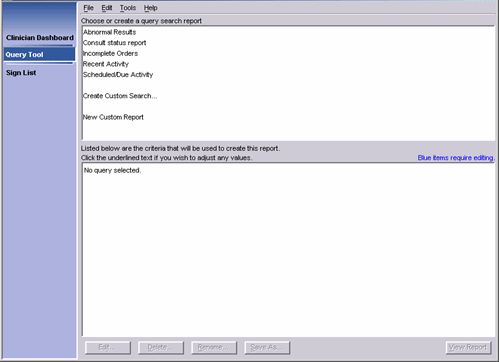 File Edit Tools Help
Clinician Dashboard
Query Tool
Sign List
Choose or create a query search report
Abnormal Results
Consult status report
Incomplete Orders
Recent Activity
Scheduled/Due Activity
Create Custom Search...
New Custom Report
Listed below are the criteria that will be used to create this report.
Click the underlined text if you wish to adjust any values. Blue items require editing.
No query selected.
Edit... Delete ... Rename... Save As... View Report